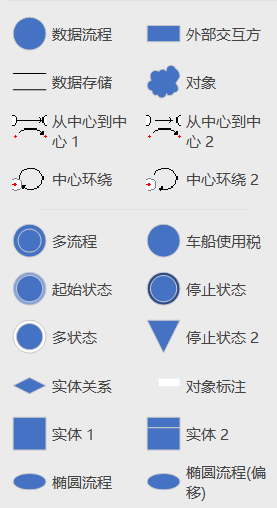 数据流程
外部交互方
数据存储
对象
从中心到中
心 1
从中心到中
心 2
中心环绕
中心环绕 2
多流程
车船使用税
起始状态
停止状态
多状态
停止状态 2
实体关系
对象标注
实体 1
实体 2
椭圆流程
椭圆流程(偏
移)